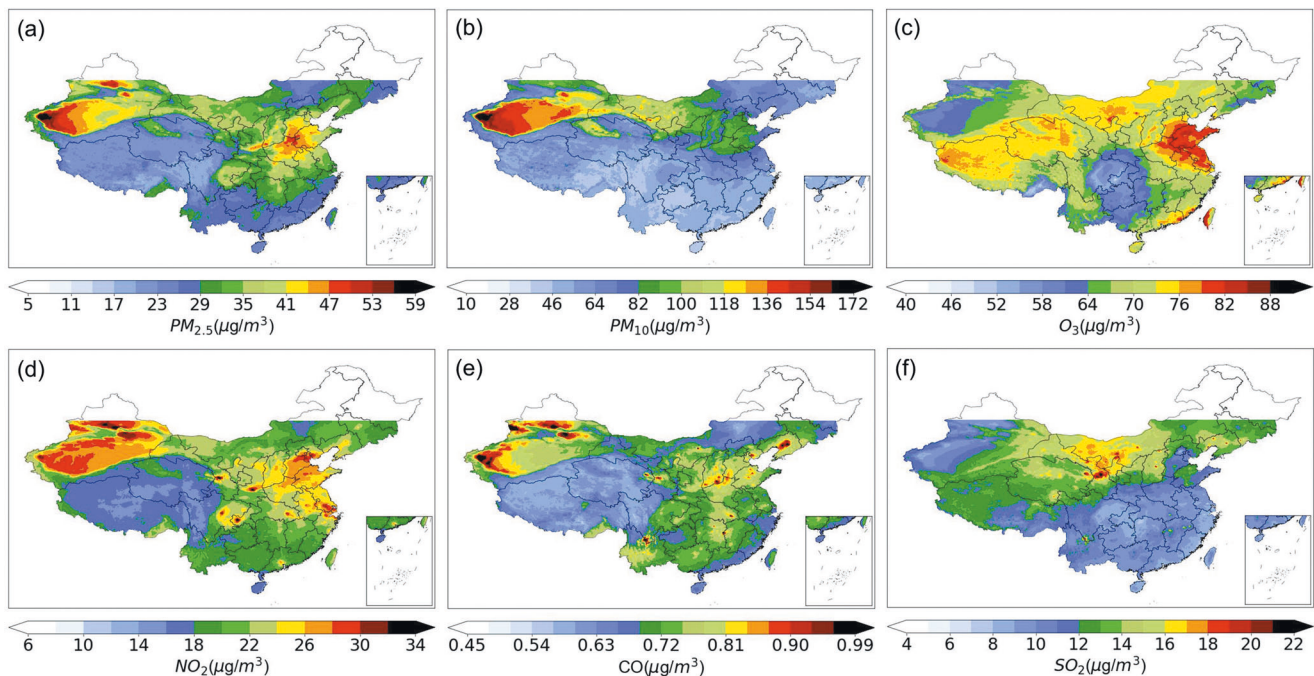 (a)
(b)
(c)
5 11 17 23 29 35 41 47 53 59
PM2.5(μg/m³)
10 28 46 64 82 100 118 136 154 172
PM10(μg/m³)
40 46 52 58 64 70 76 82 88
O3(μg/m³)
(d)
(e)
(f)
6 10 14 18 22 26 30 34
NO2(μg/m³)
0.45 0.54 0.63 0.72 0.81 0.90 0.99
CO(μg/m³)
4 6 8 10 12 14 16 18 20 22
SO2(μg/m³)